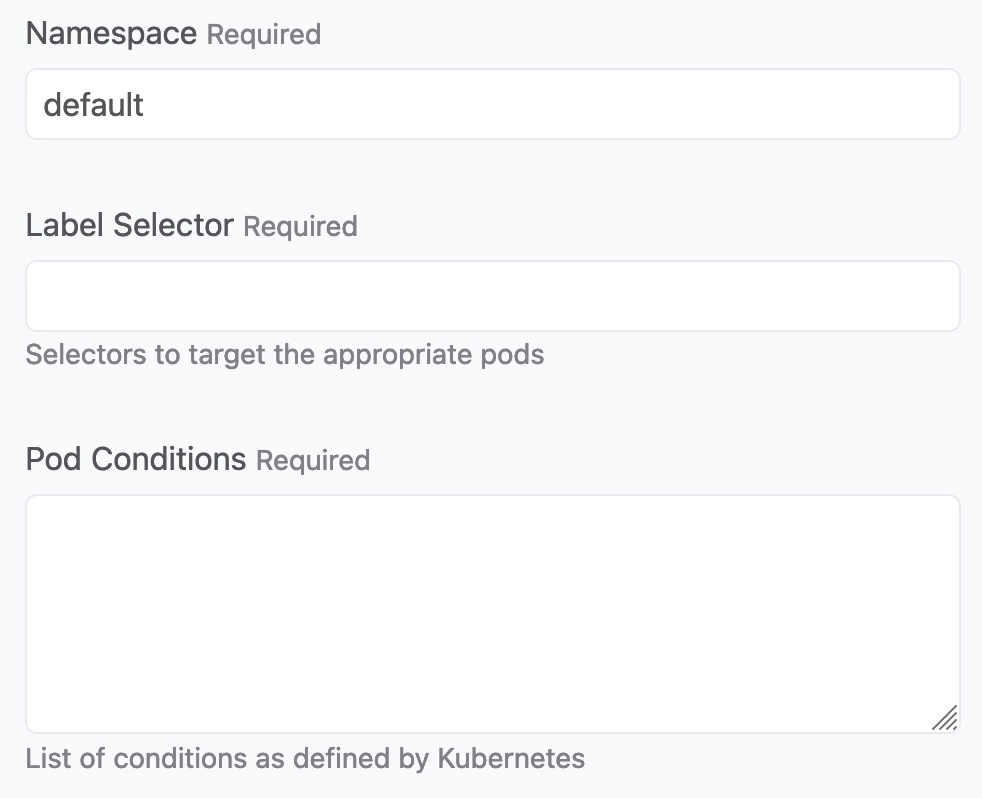 Namespace Required
default
Label Selector Required
Selectors to target the appropriate pods
Pod Conditions Required
List of conditions as defined by Kubernetes